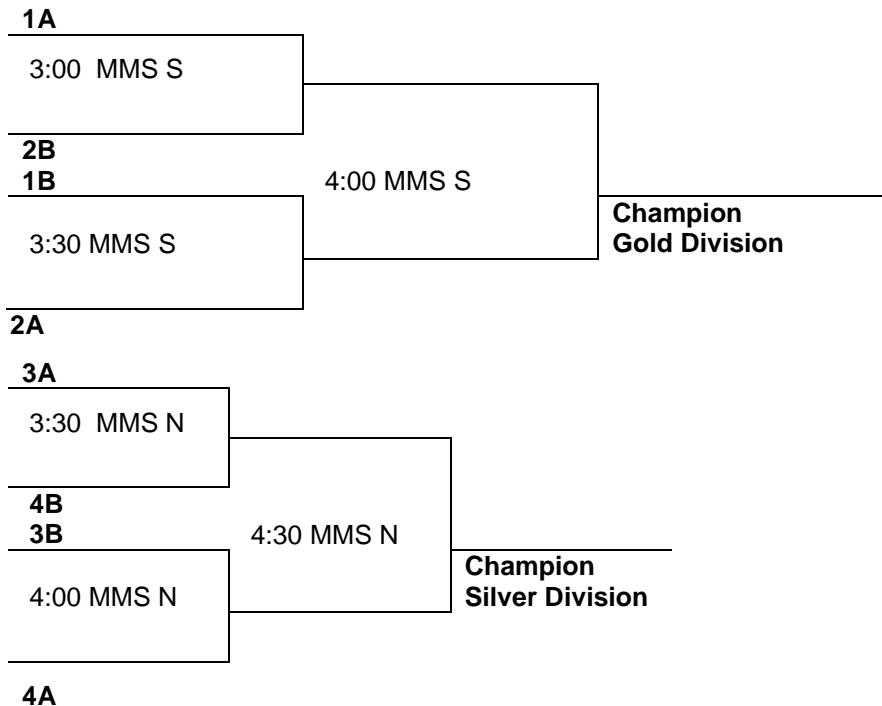 1A
3:00  MMS S
2B
1B
4:00 MMS S
Champion
Gold Division
3:30 MMS S
2A
3A
3:30  MMS N
4B
3B
4:30 MMS N
Champion
Silver Division
4:00 MMS N
4A